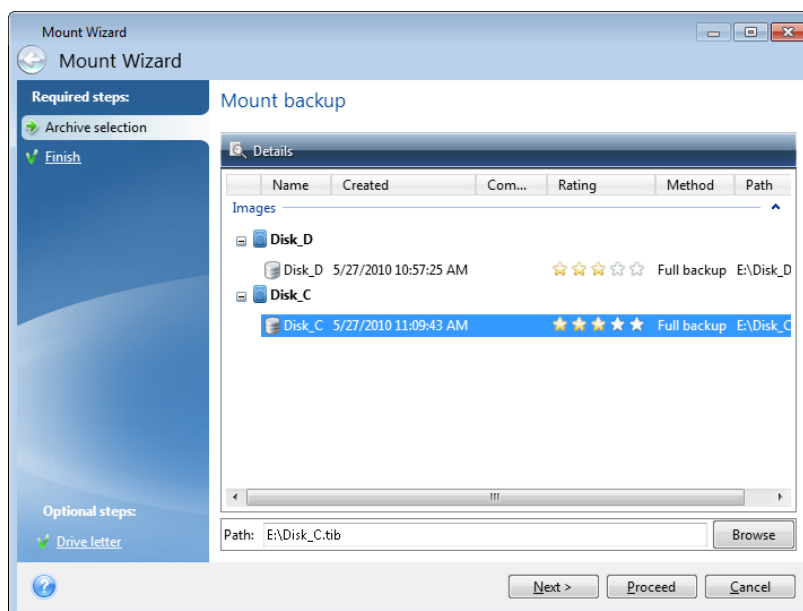 Mount Wizard
Mount Wizard
Required steps:
Archive selection
Finish
Optional steps:
Drive letter
Mount backup
Details
Name Created Com... Rating Method Path
Images
Disk_D
Disk_D 5/27/2010 10:57:25 AM Full backup E:\Disk_D
Disk_C
Disk_C 5/27/2010 11:09:43 AM Full backup E:\Disk_C
Path: E:\Disk_C.tib Browse
Next > Proceed Cancel